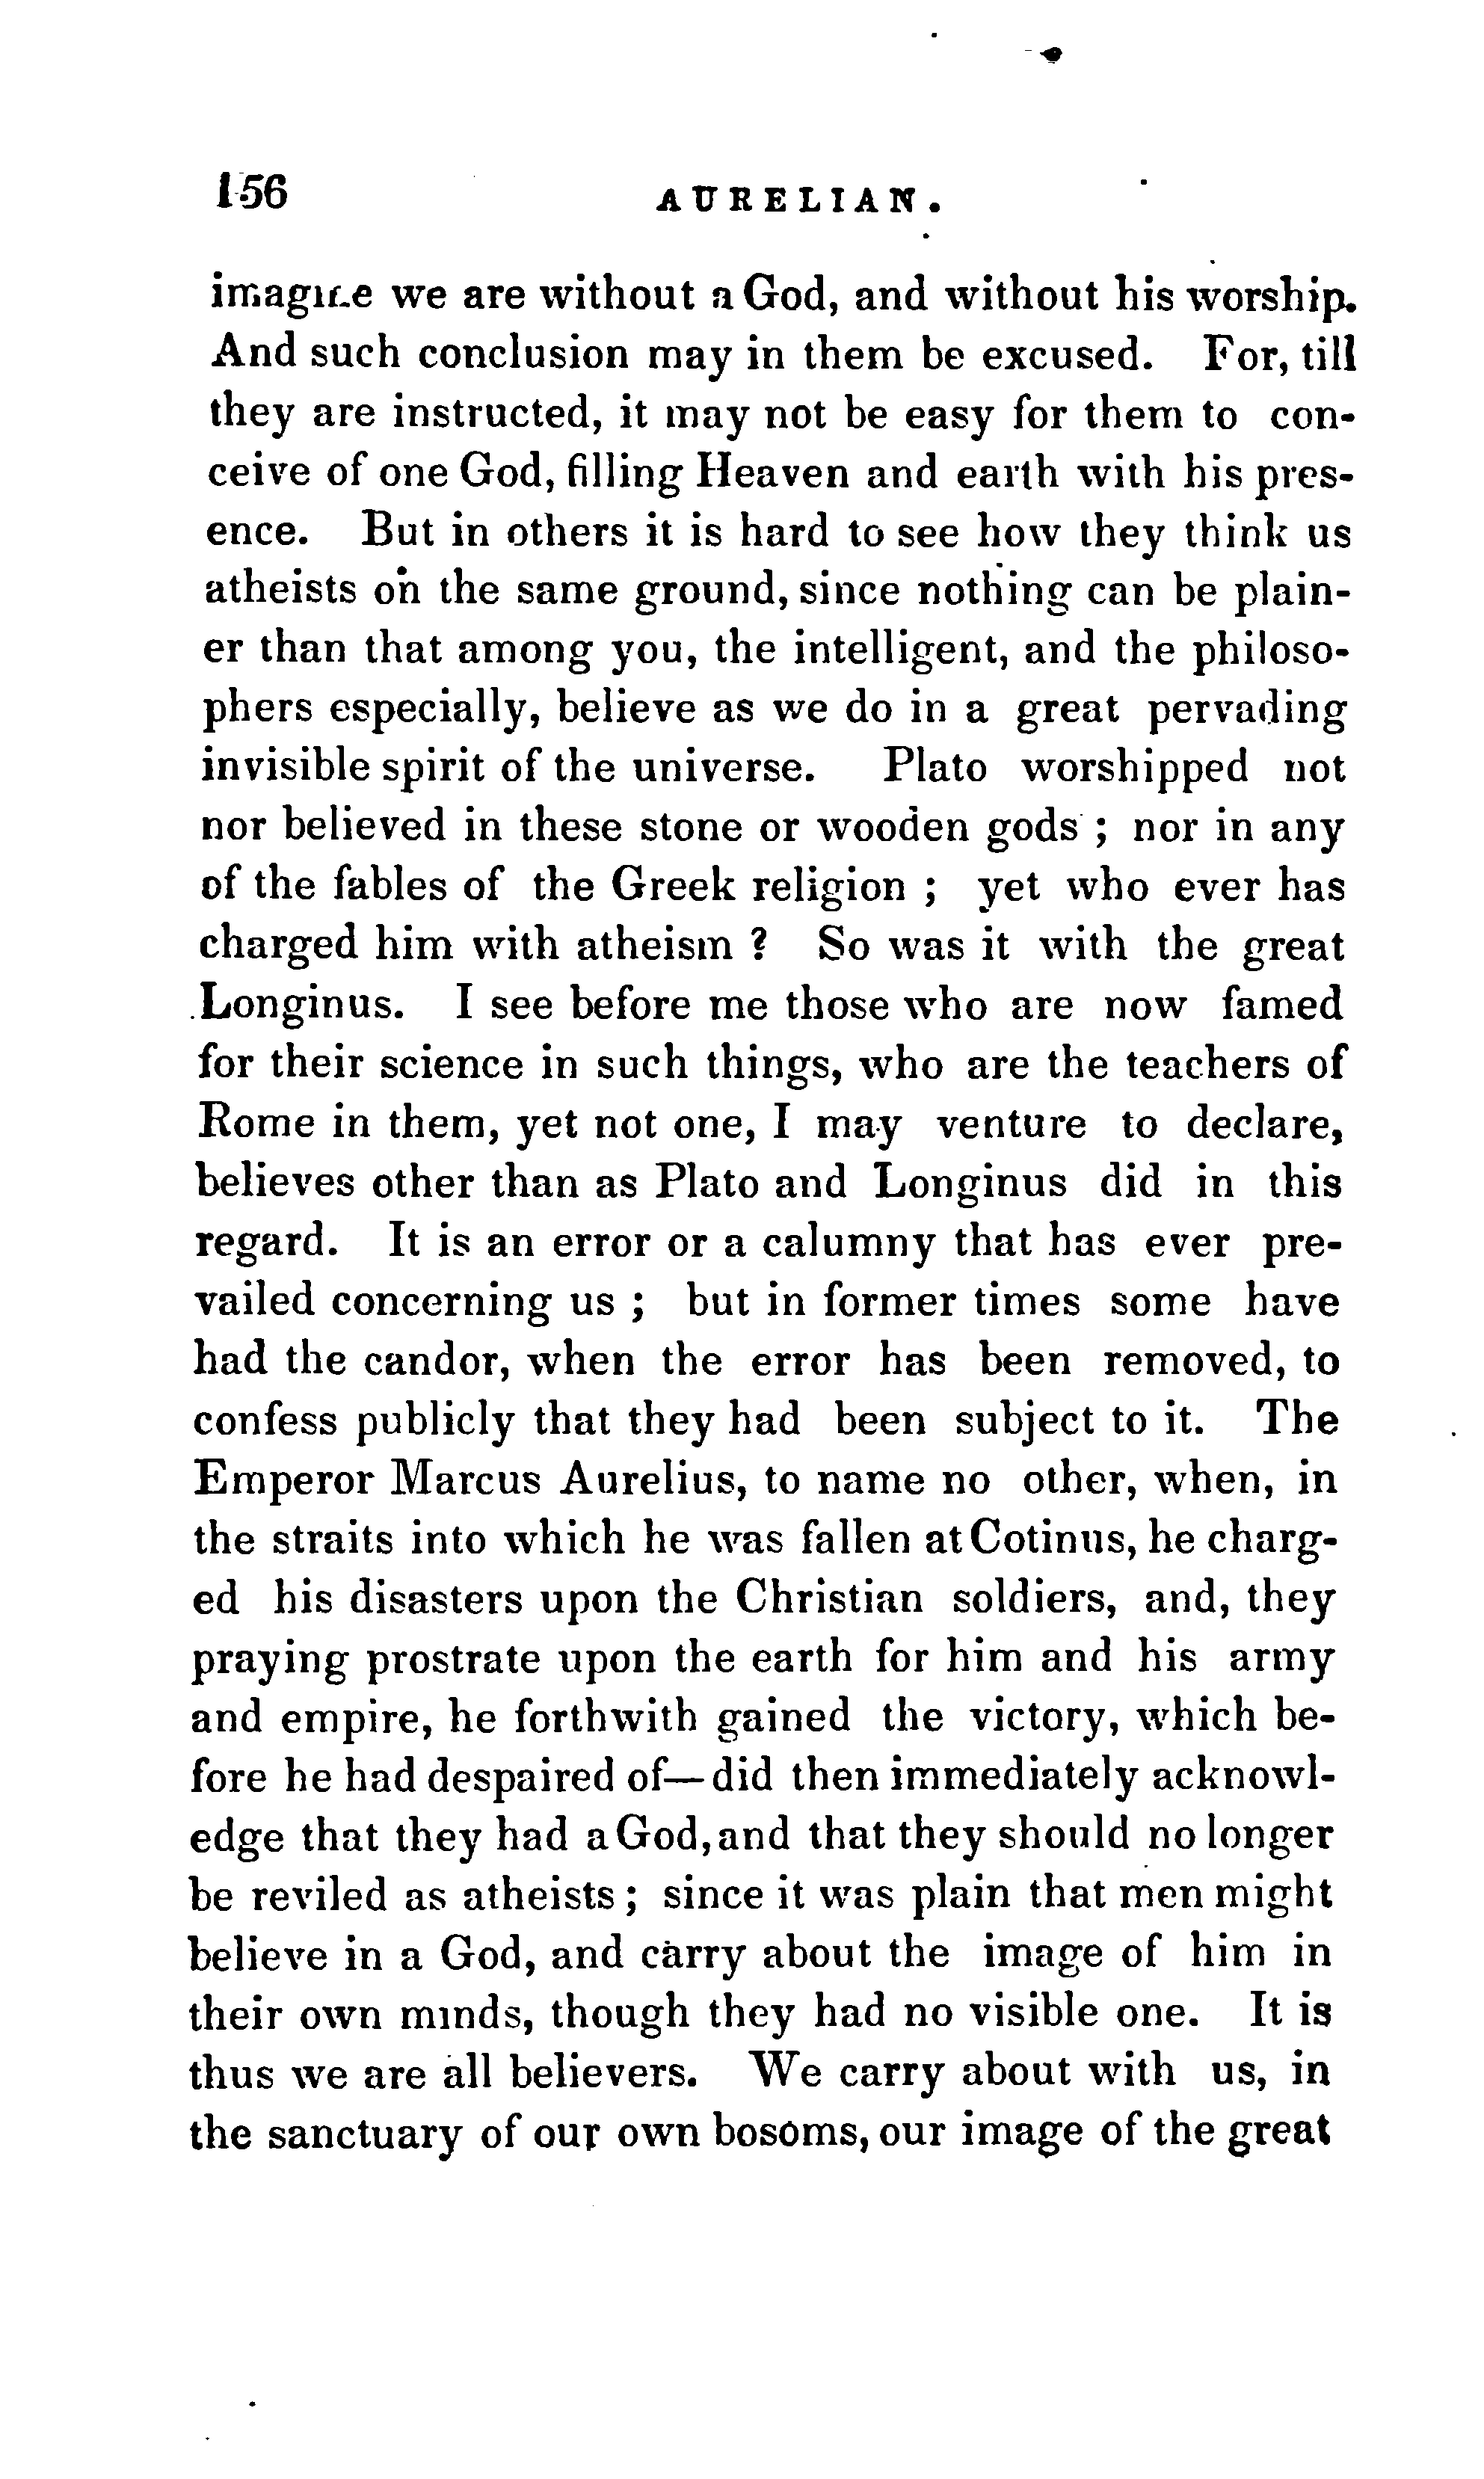 156 AURELIAN.
imagine we are without a God, and without his worship.
And such conclusion may in them be excused. For, till
they are instructed, it may not be easy for them to con-
ceive of one God, filling Heaven and earth with his pres-
ence. But in others it is hard to see how they think us
atheists on the same ground, since nothing can be plain-
er than that among you, the intelligent, and the philoso-
phers especially, believe as we do in a great pervading
invisible spirit of the universe. Plato worshipped not
nor believed in these stone or wooden gods ; nor in any
of the fables of the Greek religion ; yet who ever has
charged him with atheism ? So was it with the great
Longinus. I see before me those who are now famed
for their science in such things, who are the teachers of
Rome in them, yet not one, I may venture to declare,
believes other than as Plato and Longinus did in this
regard. It is an error or a calumny that has ever pre-
vailed concerning us ; but in former times some have
had the candor, when the error has been removed, to
confess publicly that they had been subject to it. The
Emperor Marcus Aurelius, to name no other, when, in
the straits into which he was fallen at Cotinus, he charg-
ed his disasters upon the Christian soldiers, and, they
praying prostrate upon the earth for him and his army
and empire, he forthwith gained the victory, which be-
fore he had despaired of—did then immediately acknowl-
edge that they had a God, and that they should no longer
be reviled as atheists ; since it was plain that men might
believe in a God, and carry about the image of him in
their own minds, though they had no visible one. It is
thus we are all believers. We carry about with us, in
the sanctuary of our own bosoms, our image of the great